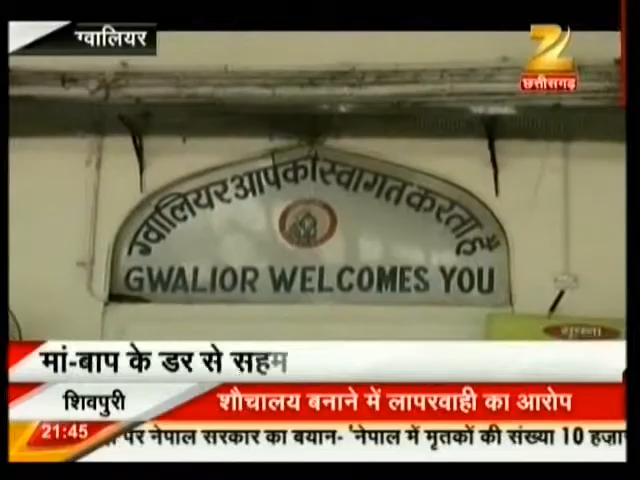 ग्वालियर
छत्तीसगढ़
ग्वालियर आपका स्वागत करता है
GWALIOR WELCOMES YOU
मां-बाप के डर से सहम
शिवपुरी
शौचालय बनाने में लापरवाही का आरोप
21:45
पर नेपाल सरकार का बयान- 'नेपाल में मृतकों की संख्या 10 हज़ा